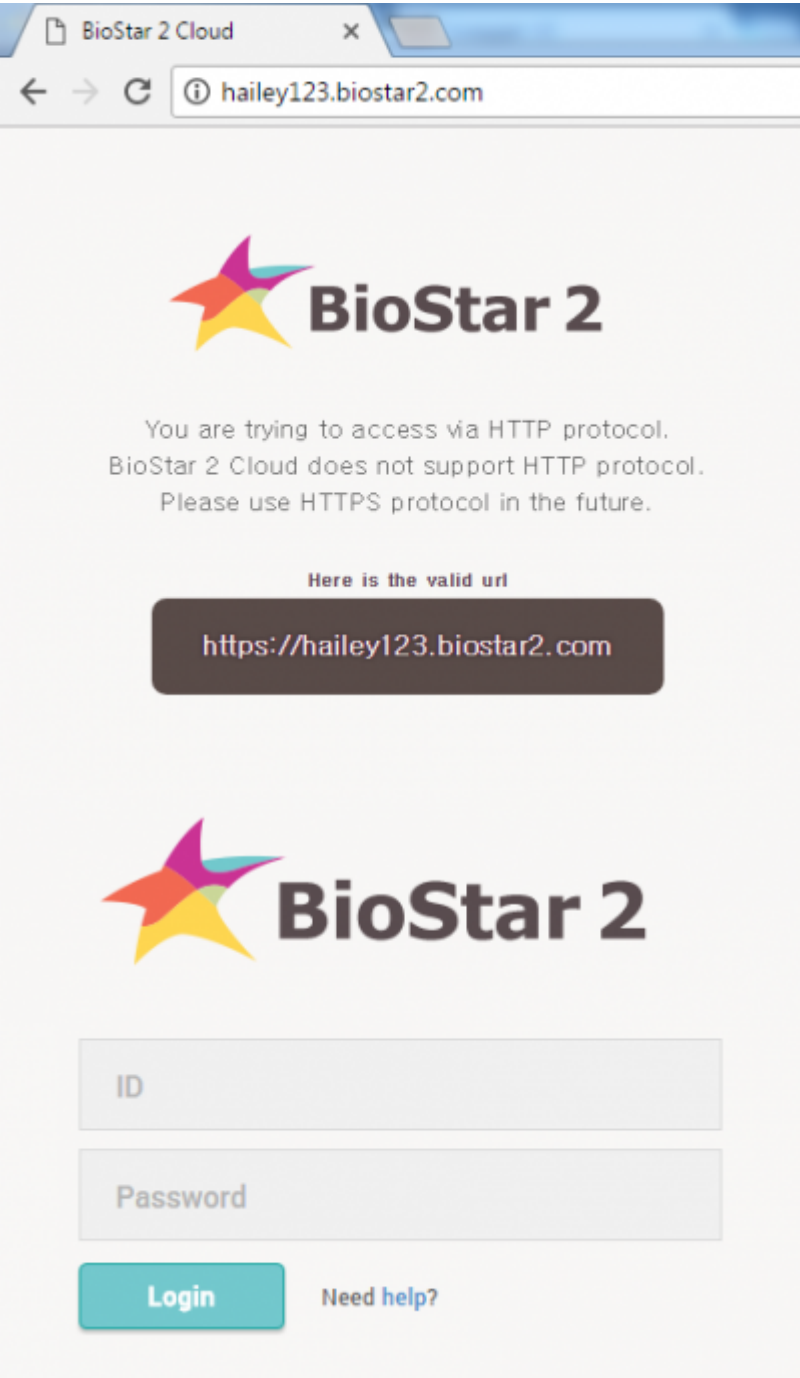 BioStar 2 Cloud
hailey123.biostar2.com
BioStar 2
You are trying to access via HTTP protocol.
BioStar 2 Cloud does not support HTTP protocol.
Please use HTTPS protocol in the future.
Here is the valid url
https://hailey123.biostar2.com
BioStar 2
ID
Password
Login
Need help?